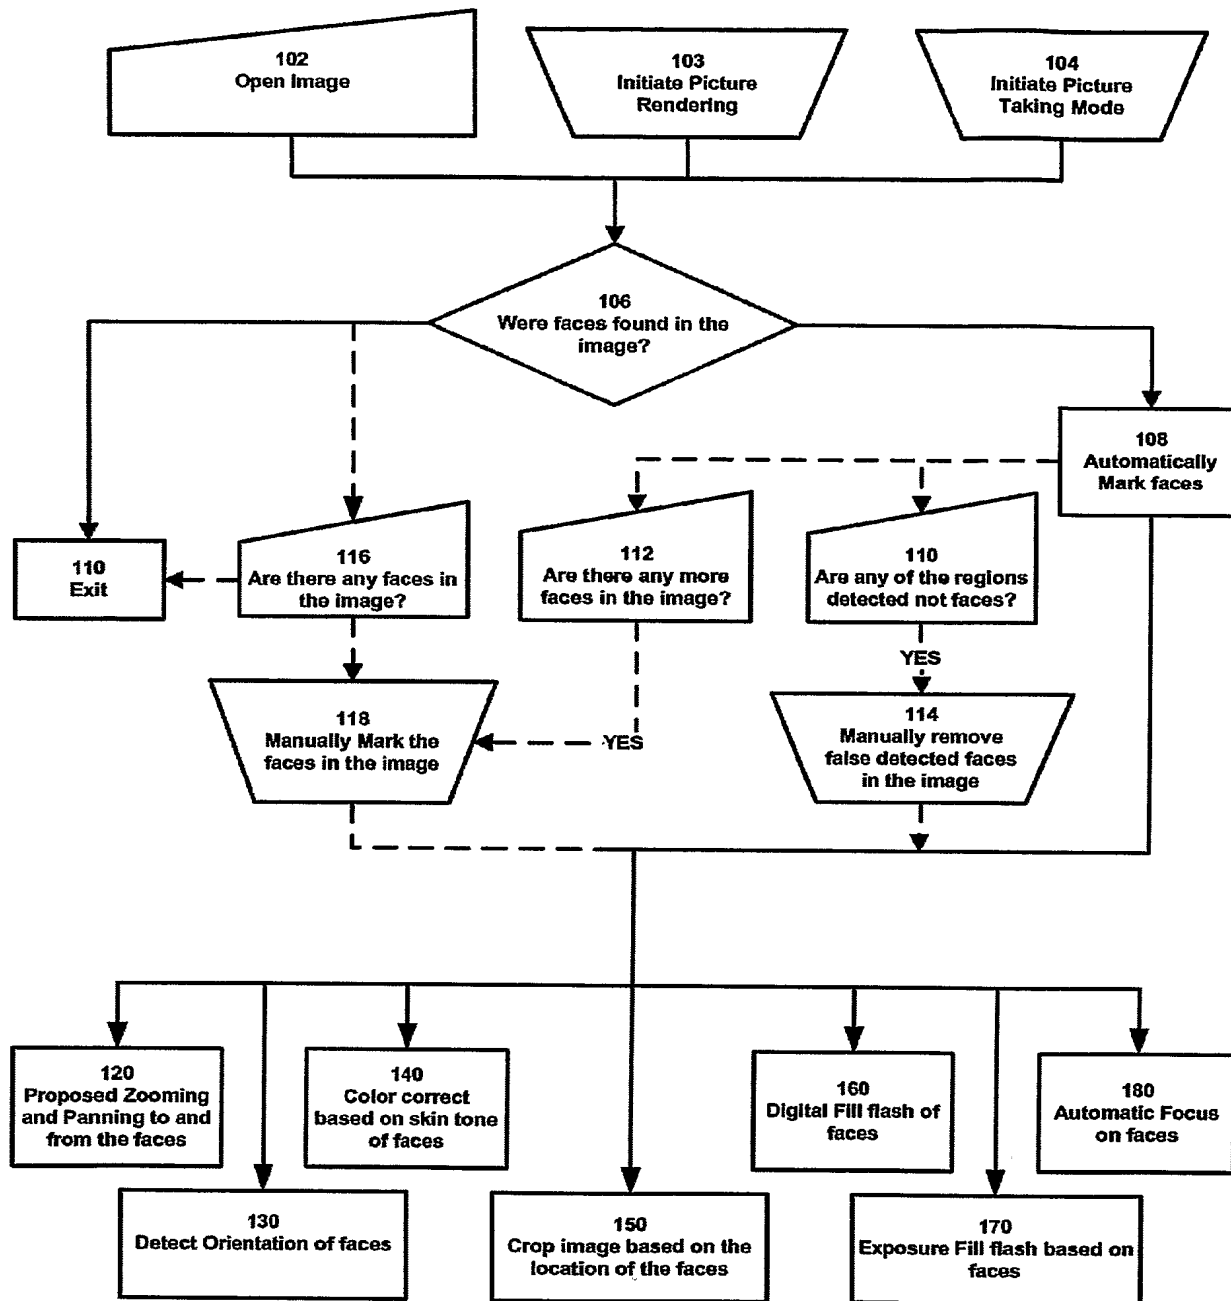 102
Open Image
103
Initiate Picture
Rendering
104
Initiate Picture
Taking Mode
106
Were faces found in the
image?
108
Automatically
Mark faces
110
Exit
116
Are there any faces in
the image?
112
Are there any more
faces in the image?
110
Are any of the regions
detected not faces?
YES
118
Manually Mark the
faces in the image
YES
114
Manually remove
false detected faces
in the image
120
Proposed Zooming
and Panning to and
from the faces
140
Color correct
based on skin tone
of faces
160
Digital Fill flash of
faces
180
Automatic Focus
on faces
130
Detect Orientation of faces
150
Crop image based on the
location of the faces
170
Exposure Fill flash based on
faces